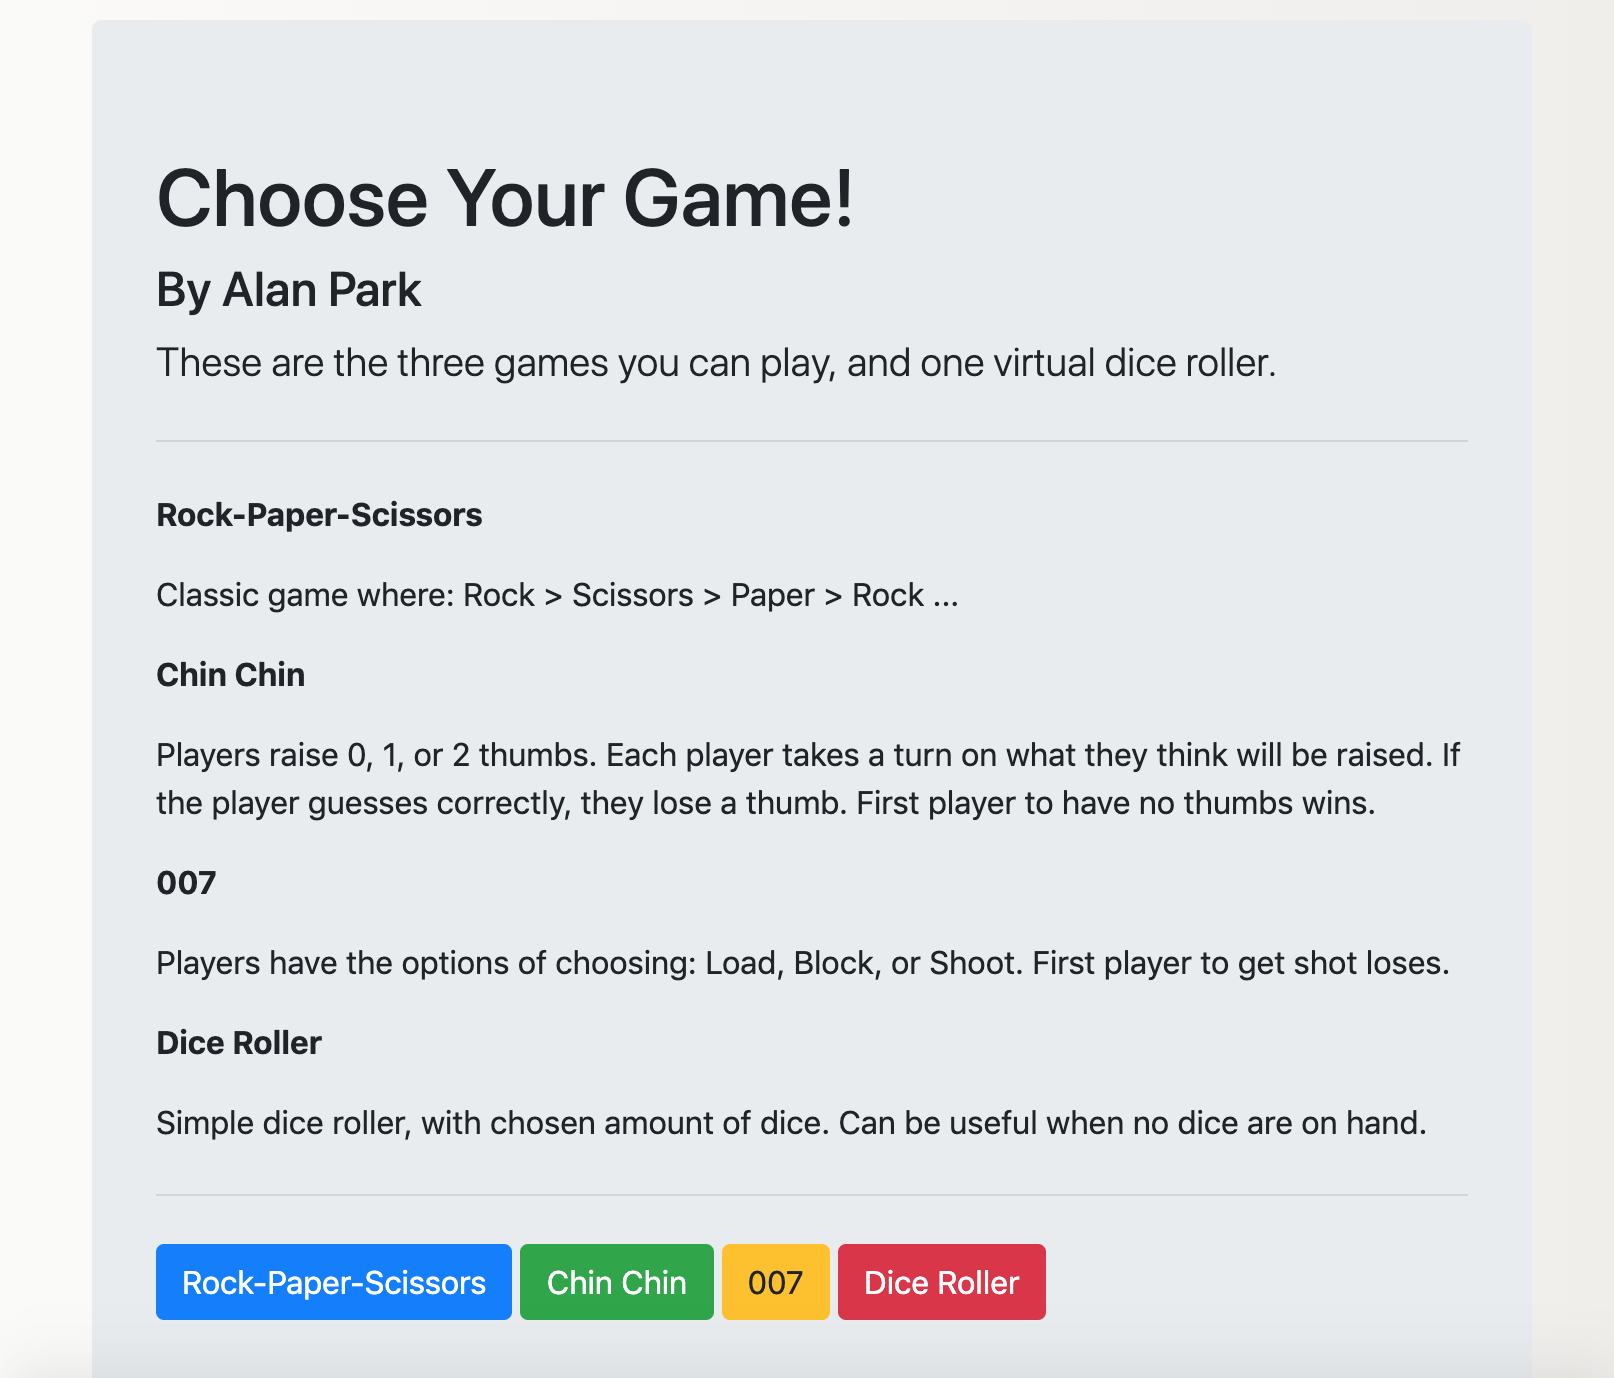 Choose Your Game!
By Alan Park
These are the three games you can play, and one virtual dice roller.
Rock-Paper-Scissors
Classic game where: Rock > Scissors > Paper > Rock ...
Chin Chin
Players raise 0, 1, or 2 thumbs. Each player takes a turn on what they think will be raised. If
the player guesses correctly, they lose a thumb. First player to have no thumbs wins.
007
Players have the options of choosing: Load, Block, or Shoot. First player to get shot loses.
Dice Roller
Simple dice roller, with chosen amount of dice. Can be useful when no dice are on hand.
Rock-Paper-Scissors Chin Chin 007 Dice Roller